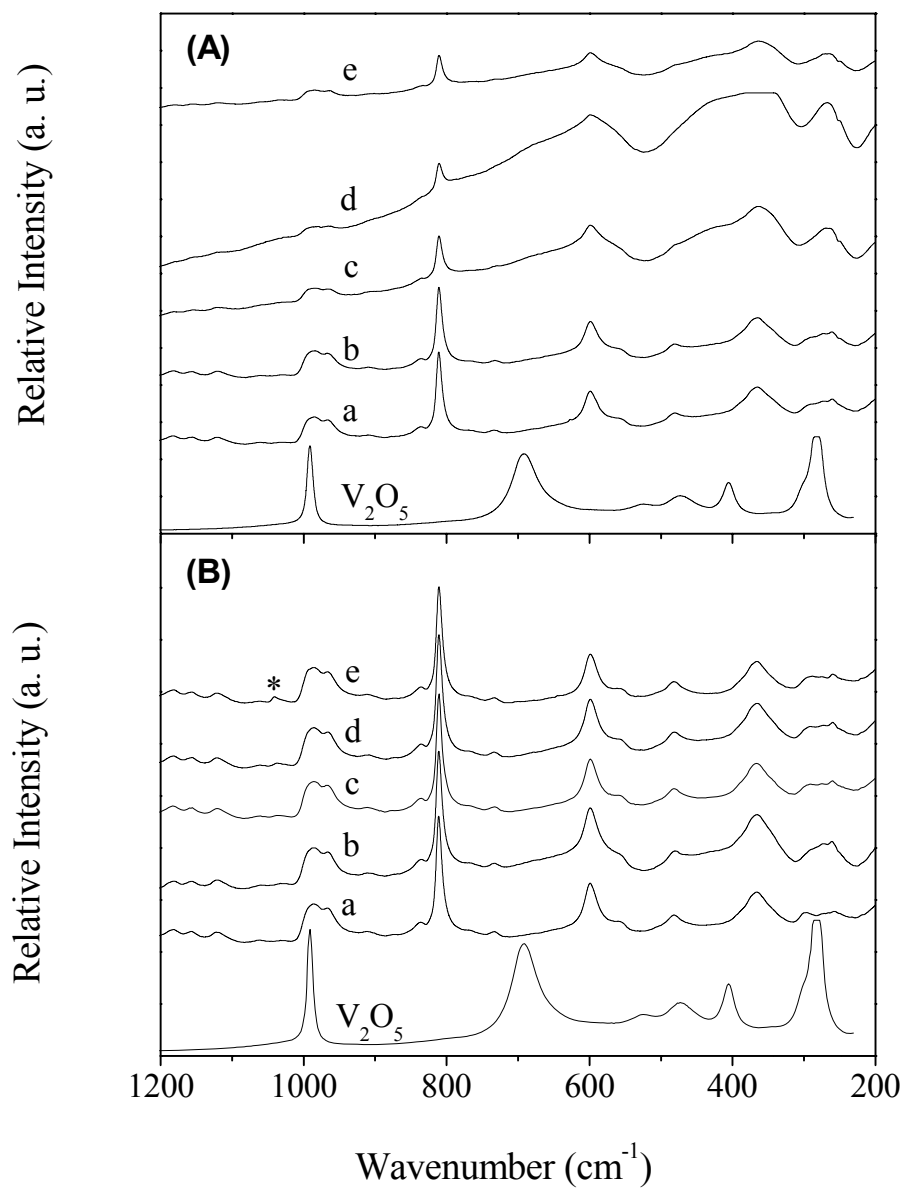 (A)
Relative Intensity (a. u.)
e
d
c
b
a
V₂O₅
(B)
Relative Intensity (a. u.)
*
e
d
c
b
a
V₂O₅
1200 1000 800 600 400 200
Wavenumber (cm⁻¹)